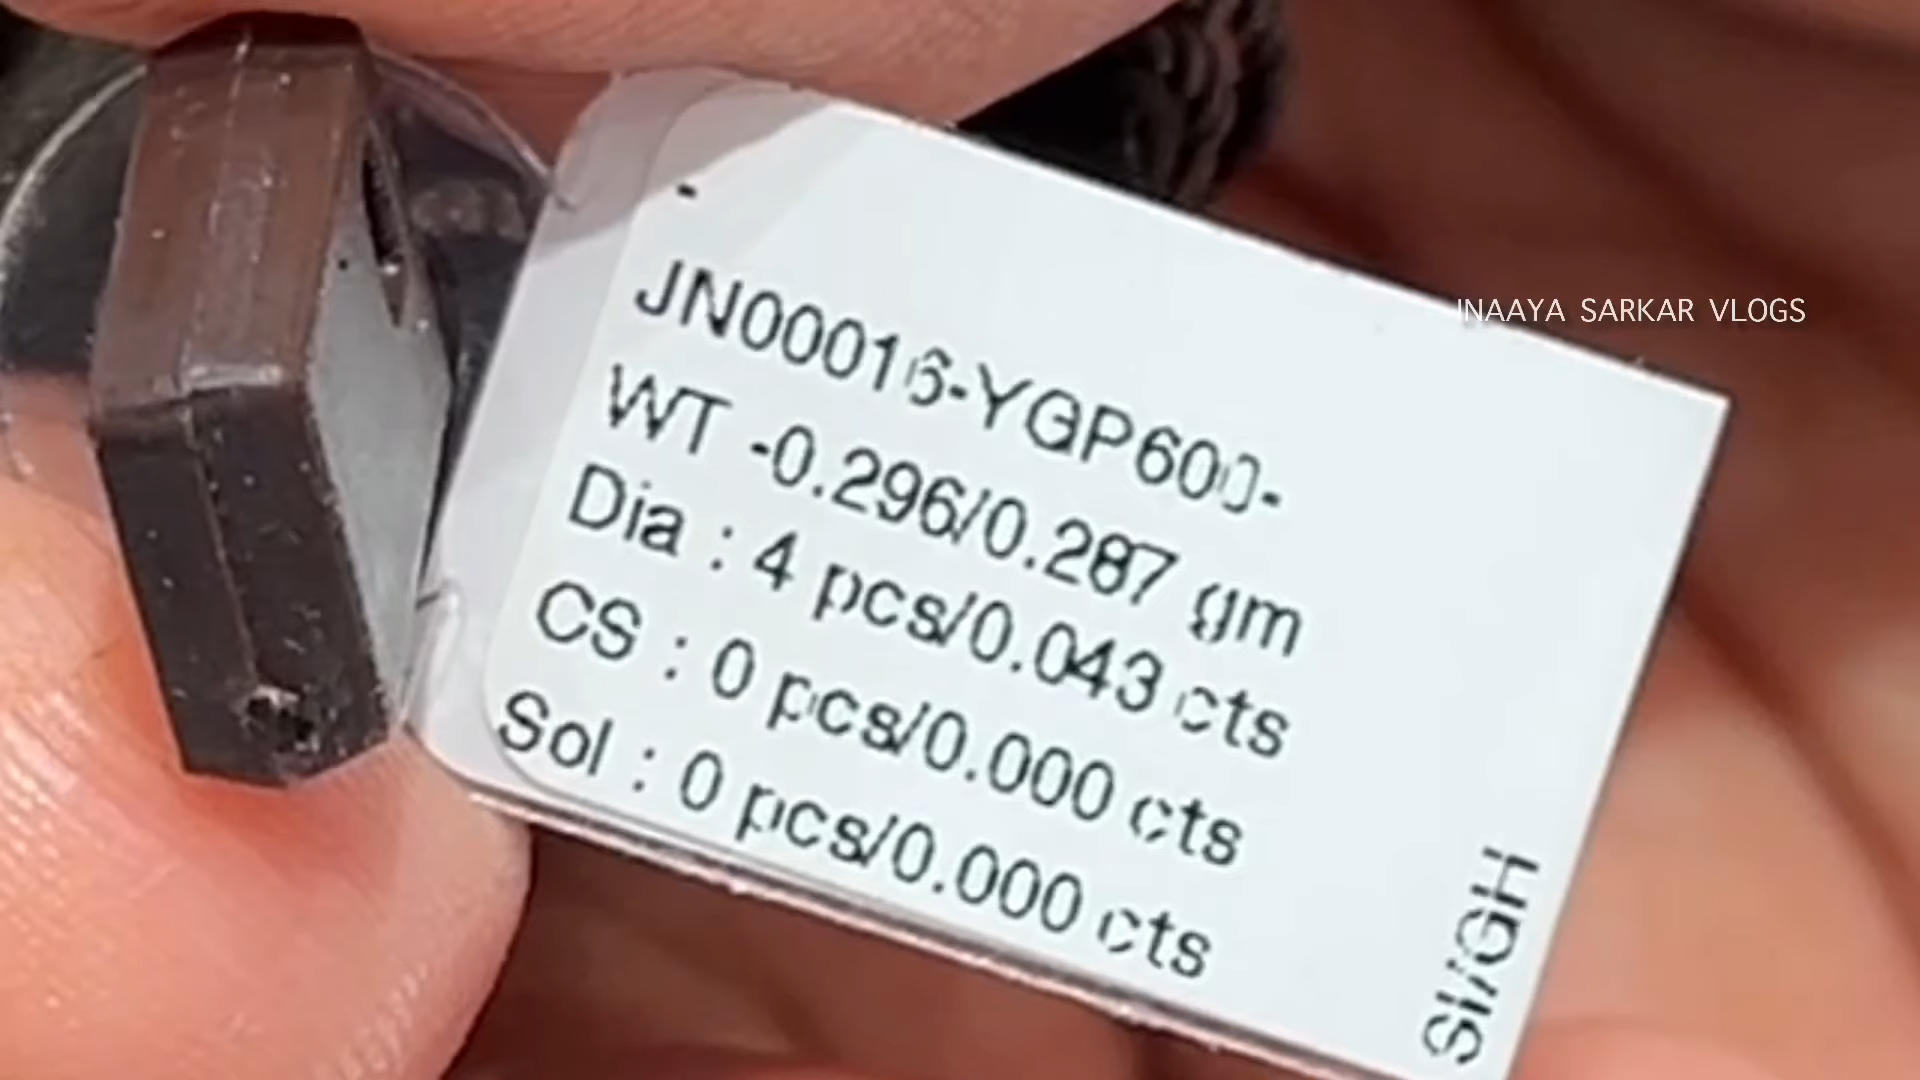 -
JN00016-YGP600-
WT -0.296/0.287 gm
Dia : 4 pcs/0.043 cts
CS : 0 pcs/0.000 cts
Sol : 0 pcs/0.000 cts
SI/GH
INAAYA SARKAR VLOGS